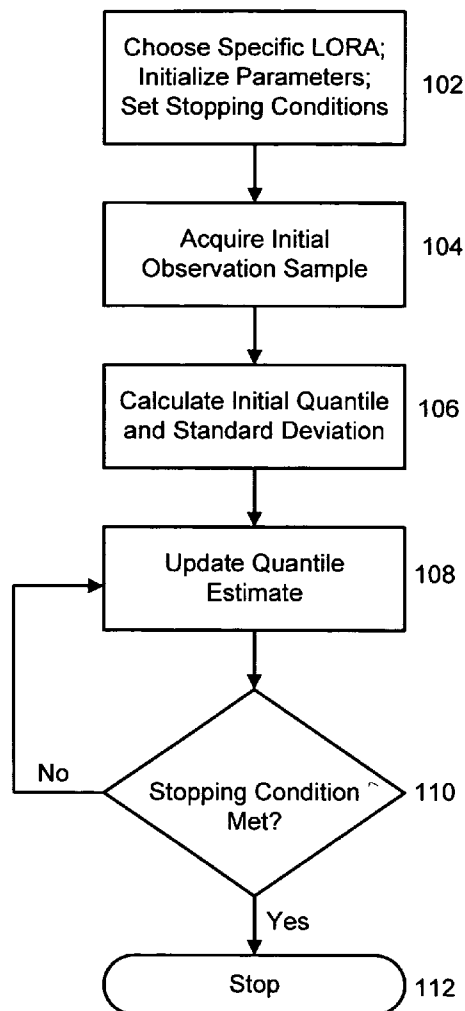 Choose Specific LORA;
Initialize Parameters;
Set Stopping Conditions
102
Acquire Initial
Observation Sample
104
Calculate Initial Quantile
and Standard Deviation
106
Update Quantile
Estimate
108
No
Stopping Condition
Met?
110
Yes
Stop
112